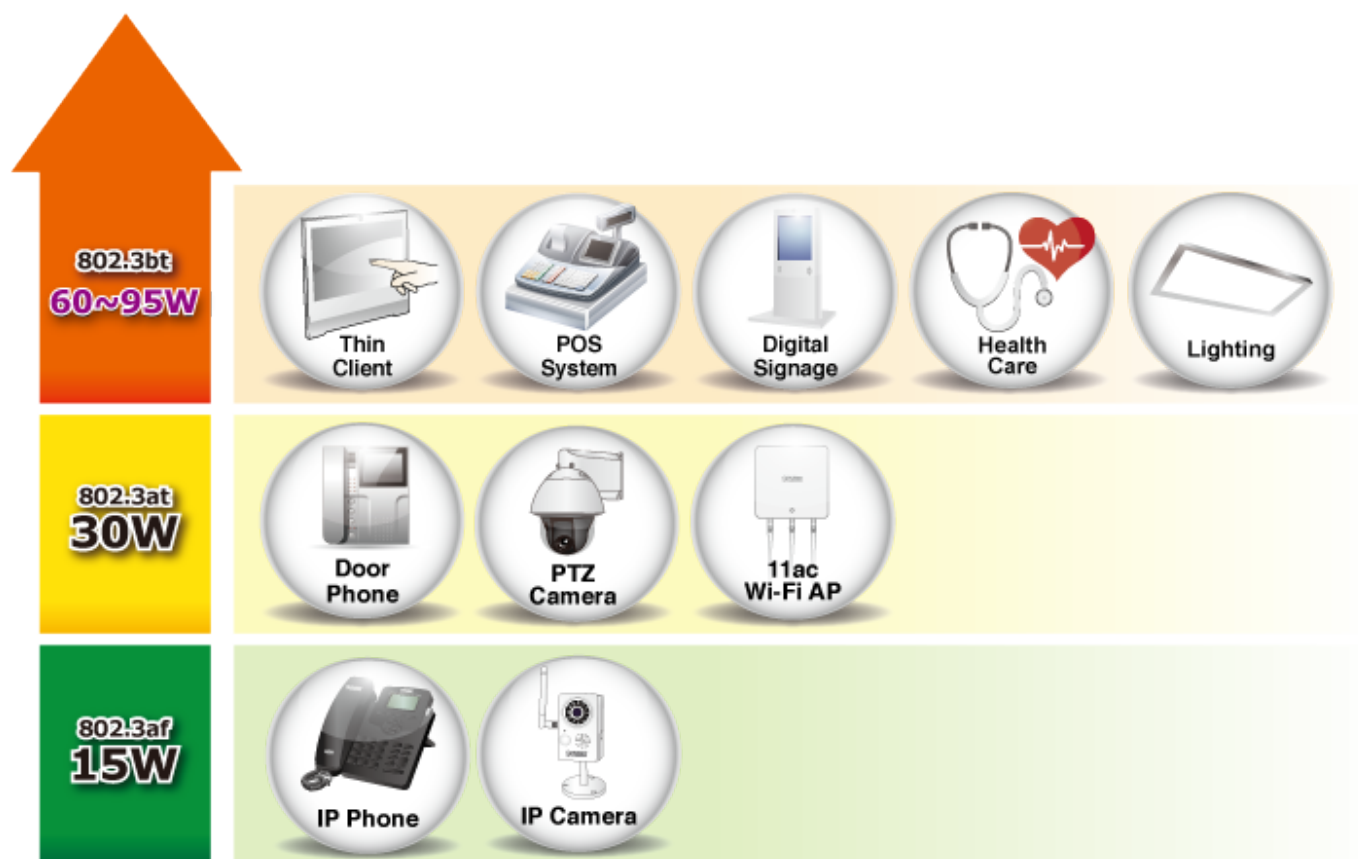 802.3bt
60~95W
Thin
Client
POS
System
Digital
Signage
Health
Care
Lighting
802.3at
30W
Door
Phone
PTZ
Camera
11ac
Wi-Fi AP
802.3af
15W
IP Phone
IP Camera